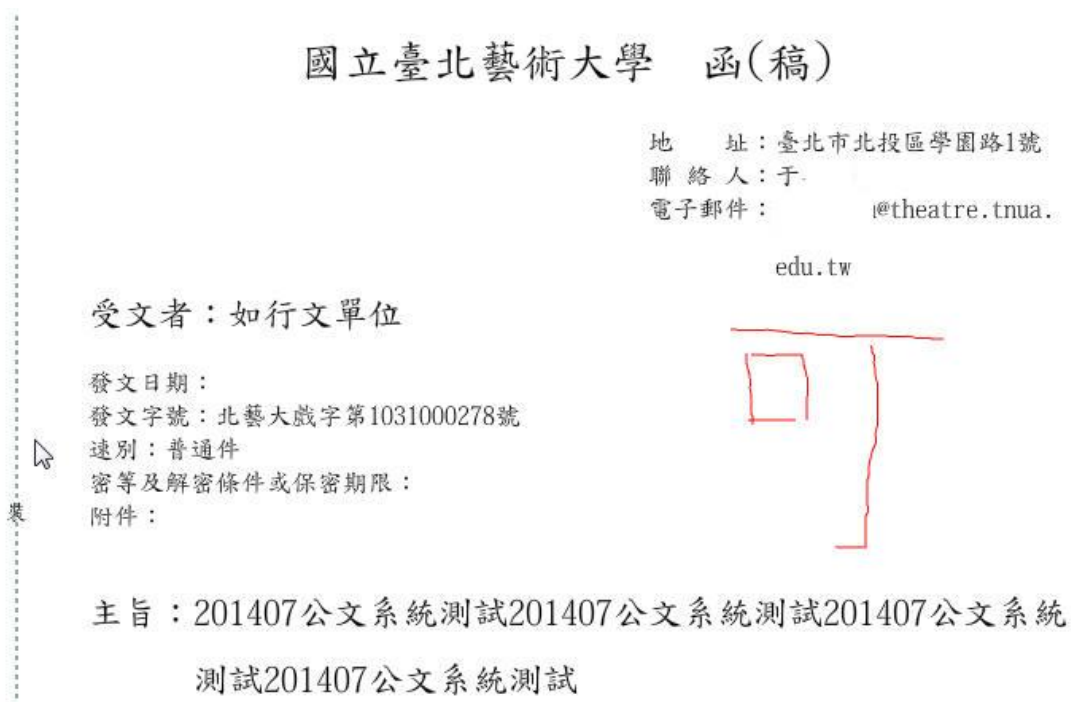 國立臺北藝術大學 函(稿)
地 址：臺北市北投區學園路1號
聯 絡 人：于
電子郵件： @theatre.tnua.
edu.tw
受文者：如行文單位
可
發文日期：
發文字號：北藝大戲字第1031000278號
速別：普通件
密等及解密條件或保密期限：
附件：
裝
主旨：201407公文系統測試201407公文系統測試201407公文系統
測試201407公文系統測試